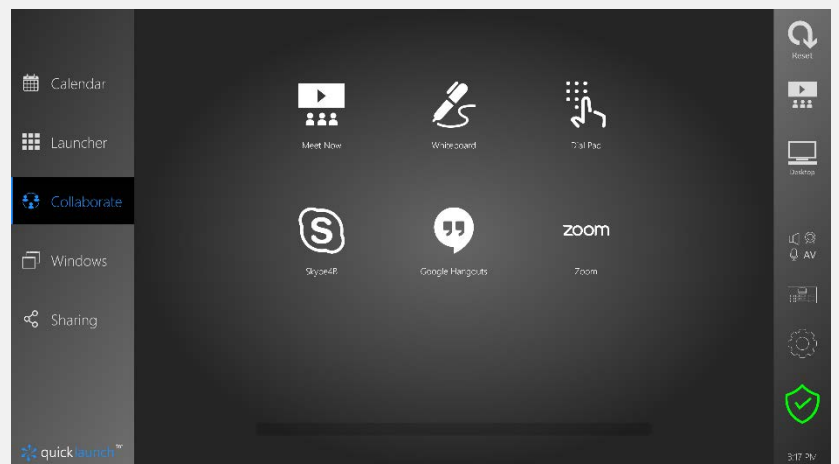 Calendar
Launcher
Collaborate
Windows
Sharing
quicklaunch™
Meet Now
Whiteboard
Dial Pad
S
Skype4B
Google Hangouts
zoom
Zoom
Reset
Desktop
AV
3:17 PM